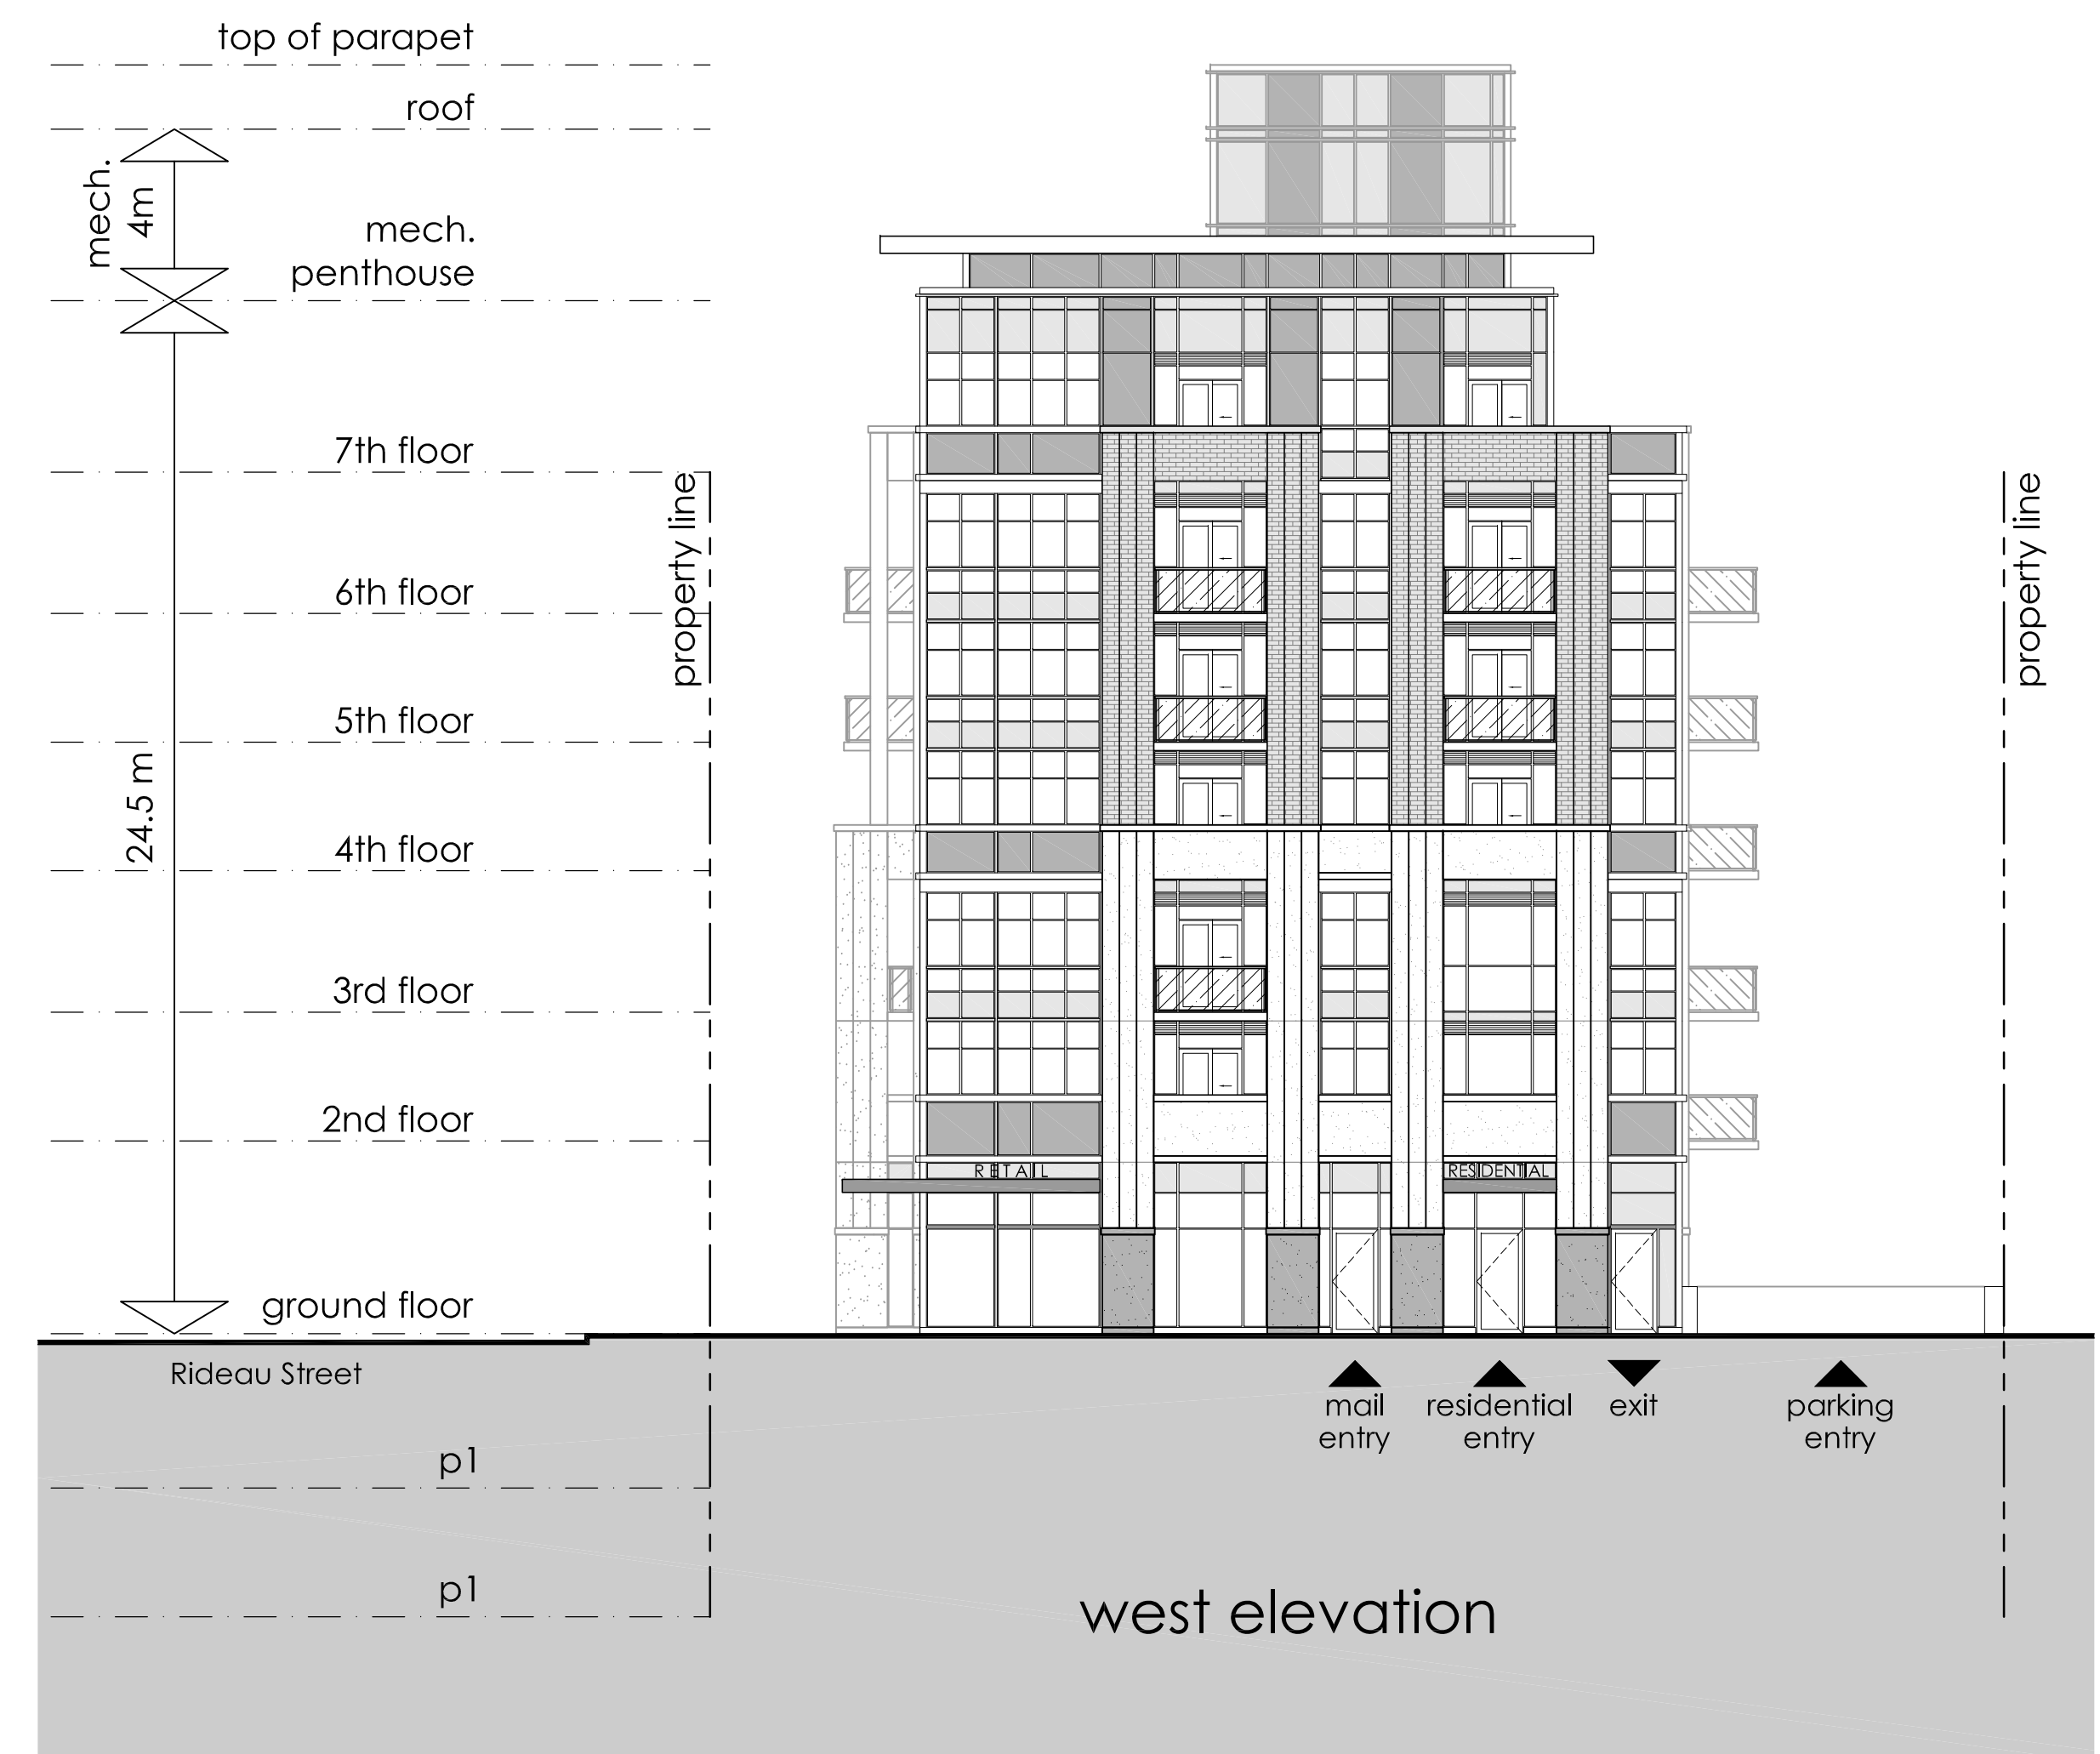 top of parapet
roof
mech.
4m
mech.
penthouse
7th floor
property line
property line
6th floor
5th floor
24.5 m
4th floor
3rd floor
2nd floor
RETAIL
RESIDENTIAL
ground floor
Rideau Street
mail
entry
residential
entry
exit
parking
entry
p1
p1
west elevation